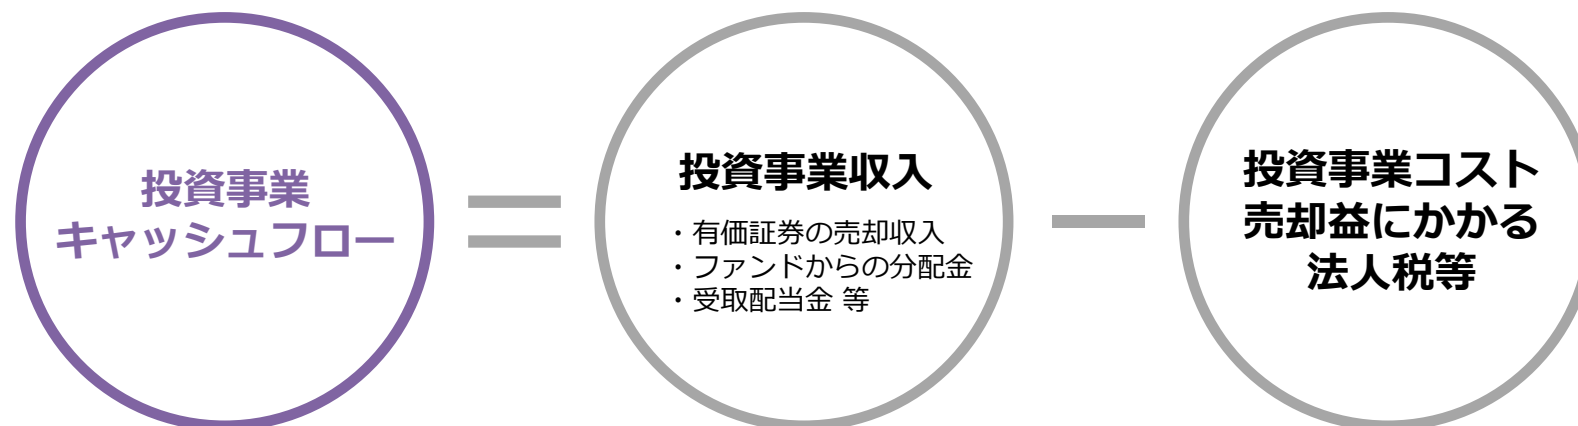 投資事業
キャッシュフロー
投資事業収入
・有価証券の売却収入
・ファンドからの分配金
・受取配当金 等
投資事業コスト
売却益にかかる
法人税等